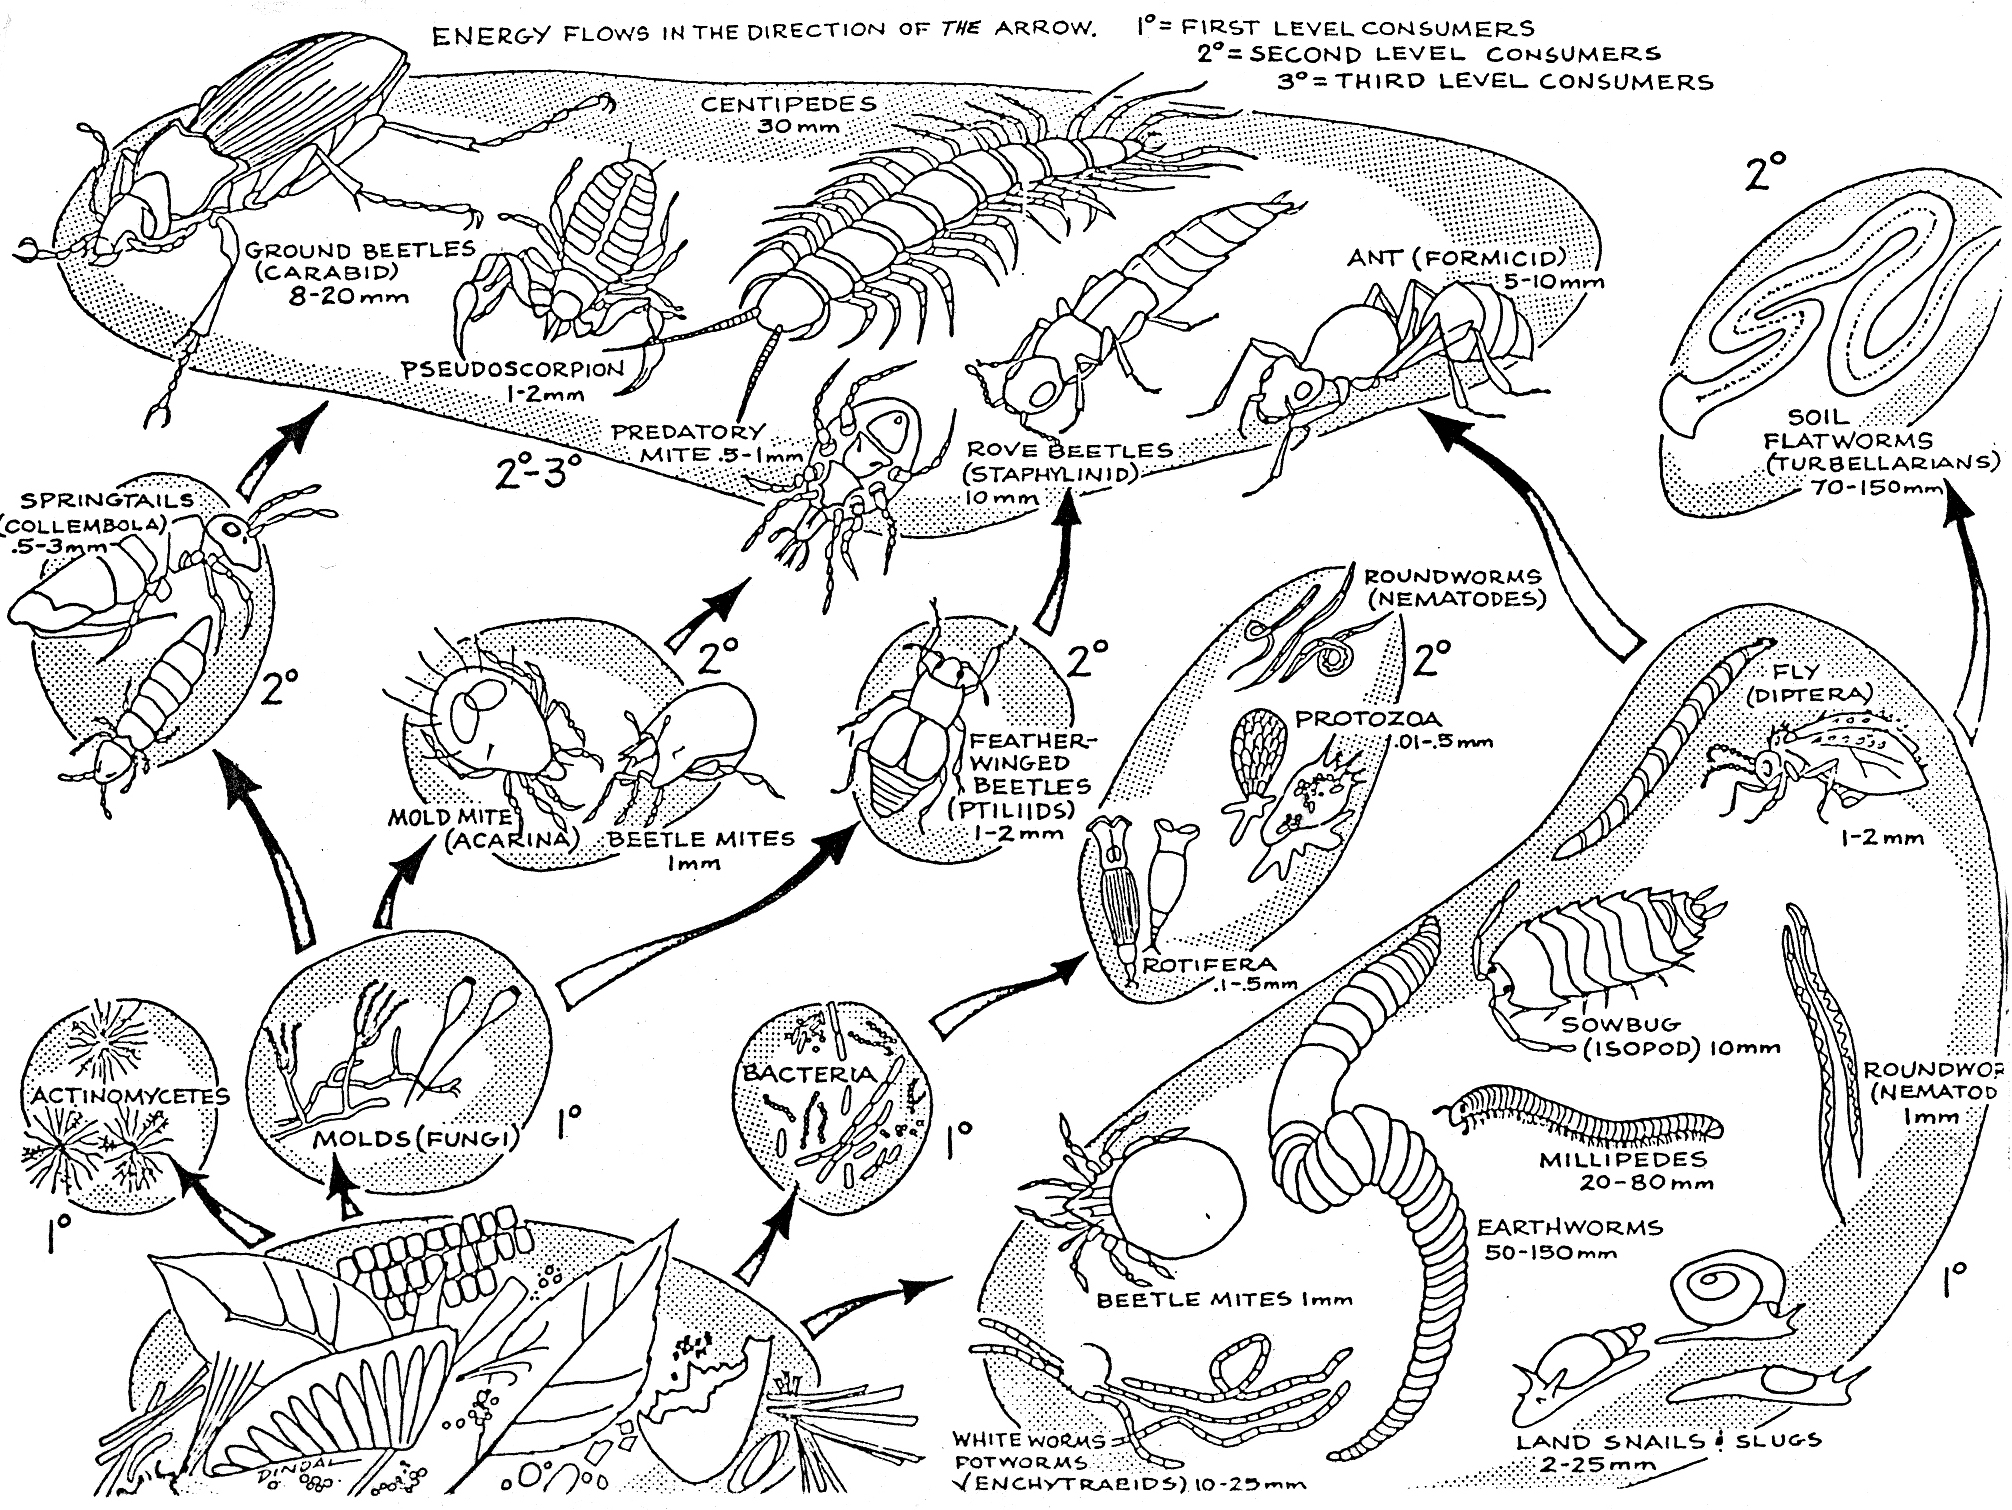 ENERGY FLOWS IN THE DIRECTION OF THE ARROW.
1°= FIRST LEVEL CONSUMERS
2°= SECOND LEVEL CONSUMERS
3°= THIRD LEVEL CONSUMERS
CENTIPEDES
30mm
2°
GROUND BEETLES
(CARABID)
8-20mm
ANT (FORMICID)
5-10mm
PSEUDOSCORPION
1-2mm
PREDATORY
MITE .5-1mm
ROVE BEETLES
(STAPHYLINID)
10mm
2°-3°
SOIL
FLATWORMS
(TURBELLARIANS)
70-150mm
SPRINGTAILS
(COLLEMBOLA)
.5-3mm
2°
ROUNDWORMS
(NEMATODES)
2°
2°
2°
MOLD MITE
(ACARINA)
BEETLE MITES
1mm
FEATHER-
WINGED
BEETLES
(PTILIIDS)
1-2mm
PROTOZOA
.01-.5mm
ROTIFERA
.1-.5mm
FLY
(DIPTERA)
1-2mm
ACTINOMYCETES
1°
MOLDS (FUNGI)
1°
BACTERIA
1°
SOWBUG
(ISOPOD) 10mm
ROUNDWOR
(NEMATOD
1mm
MILLIPEDES
20-80mm
EARTHWORMS
50-150mm
1°
BEETLE MITES 1mm
WHITE WORMS
POTWORMS
(ENCHYTRAEIDS) 10-25mm
LAND SNAILS & SLUGS
2-25mm
DINDAL